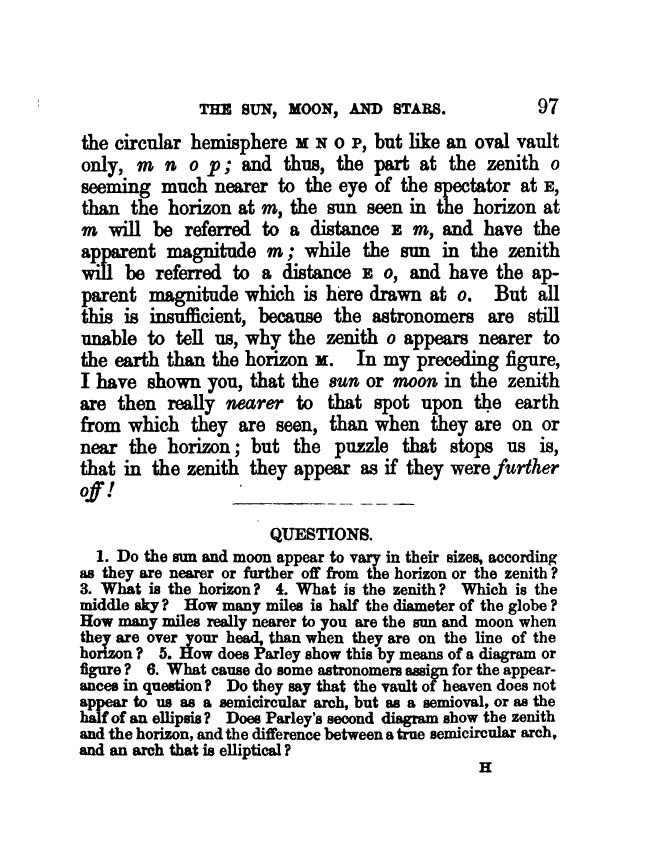 THE SUN, MOON, AND STARS. 97
the circular hemisphere M N O P, but like an oval vault
only, m n o p; and thus, the part at the zenith o
seeming much nearer to the eye of the spectator at E,
than the horizon at m, the sun seen in the horizon at
m will be referred to a distance E m, and have the
apparent magnitude m; while the sun in the zenith
will be referred to a distance E o, and have the ap-
parent magnitude which is here drawn at o. But all
this is insufficient, because the astronomers are still
unable to tell us, why the zenith o appears nearer to
the earth than the horizon M. In my preceding figure,
I have shown you, that the sun or moon in the zenith
are then really nearer to that spot upon the earth
from which they are seen, than when they are on or
near the horizon; but the puzzle that stops us is,
that in the zenith they appear as if they were further
off!
QUESTIONS.
1. Do the sun and moon appear to vary in their sizes, according
as they are nearer or further off from the horizon or the zenith?
3. What is the horizon? 4. What is the zenith? Which is the
middle sky? How many miles is half the diameter of the globe?
How many miles really nearer to you are the sun and moon when
they are over your head, than when they are on the line of the
horizon? 5. How does Parley show this by means of a diagram or
figure? 6. What cause do some astronomers assign for the appear-
ances in question? Do they say that the vault of heaven does not
appear to us as a semicircular arch, but as a semioval, or as the
half of an ellipsis? Does Parley's second diagram show the zenith
and the horizon, and the difference between a true semicircular arch,
and an arch that is elliptical?
H